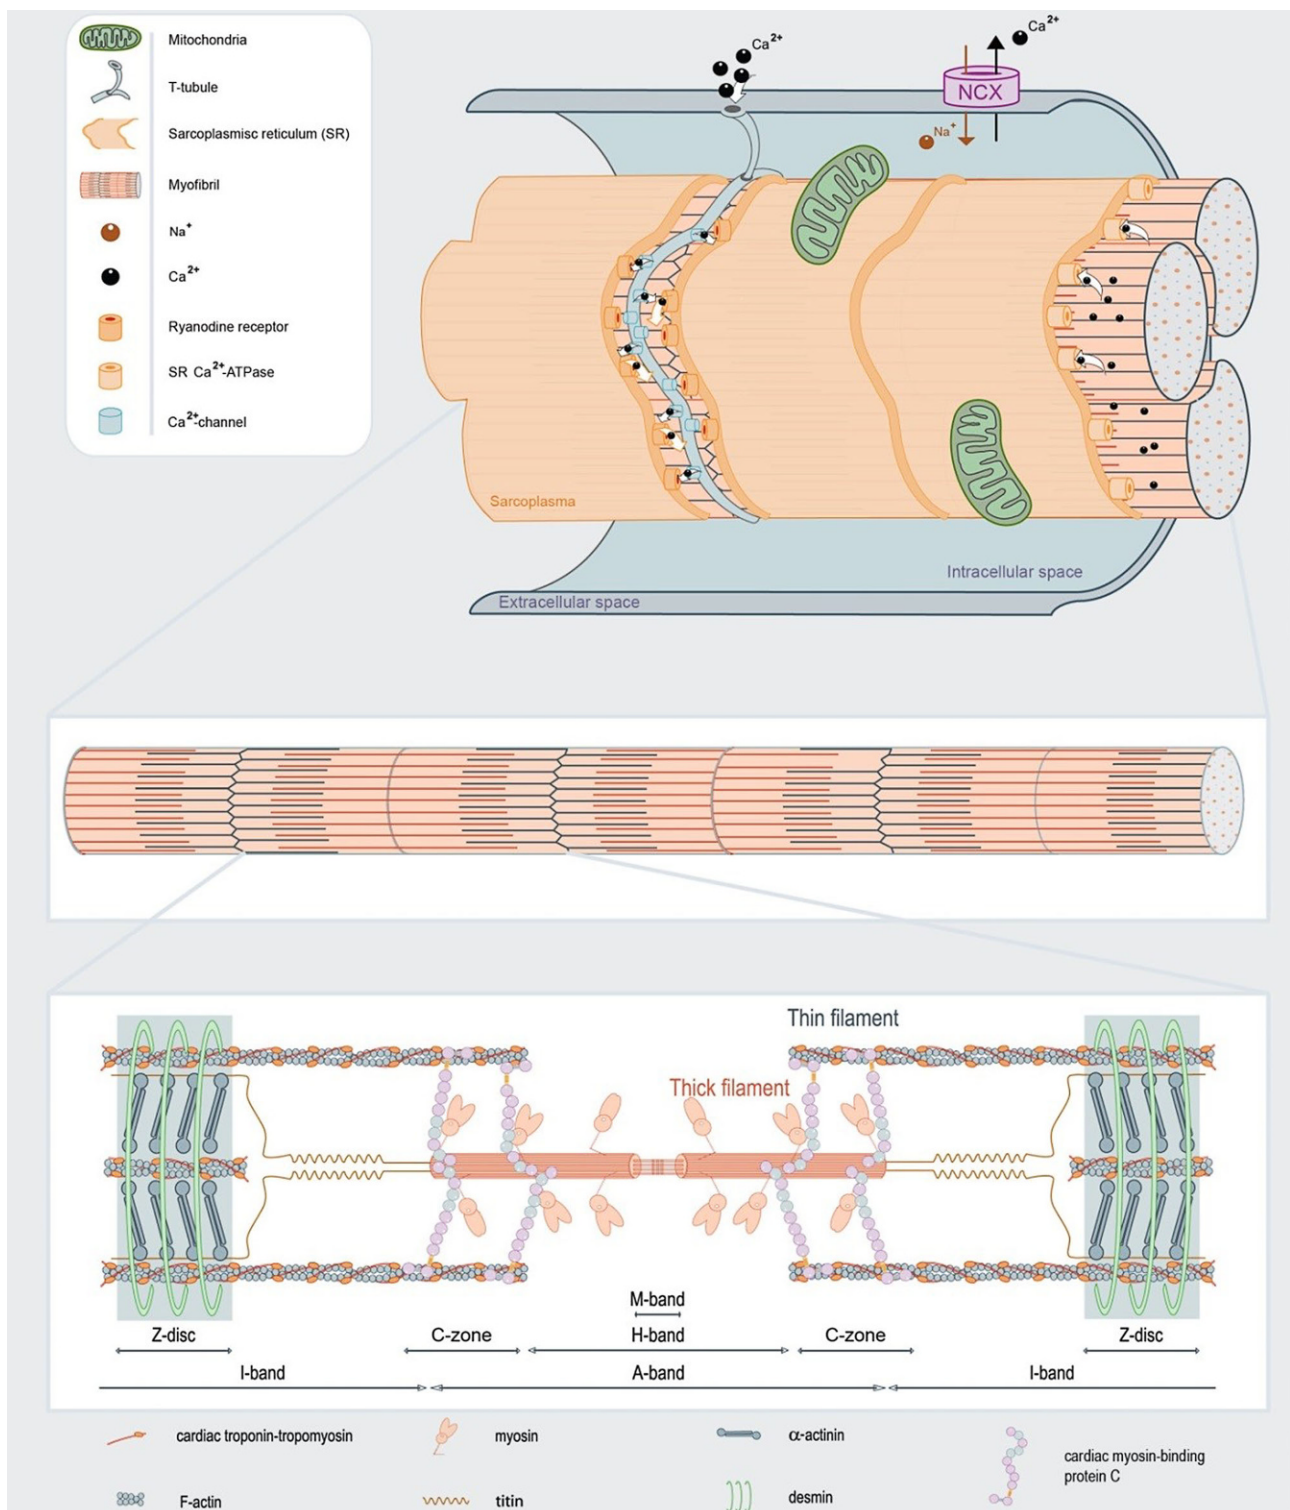 Mitochondria
T-tubule
Sarcoplasmisc reticulum (SR)
Myofibril
Na⁺
Ca²⁺
Ryanodine receptor
SR Ca²⁺-ATPase
Ca²⁺-channel
Ca²⁺
Ca²⁺
NCX
Na⁺
Sarcoplasma
Intracellular space
Extracellular space
Thin filament
Thick filament
M-band
Z-disc
C-zone
H-band
C-zone
Z-disc
I-band
A-band
I-band
cardiac troponin-tropomyosin
myosin
α-actinin
cardiac myosin-binding
protein C
F-actin
titin
desmin